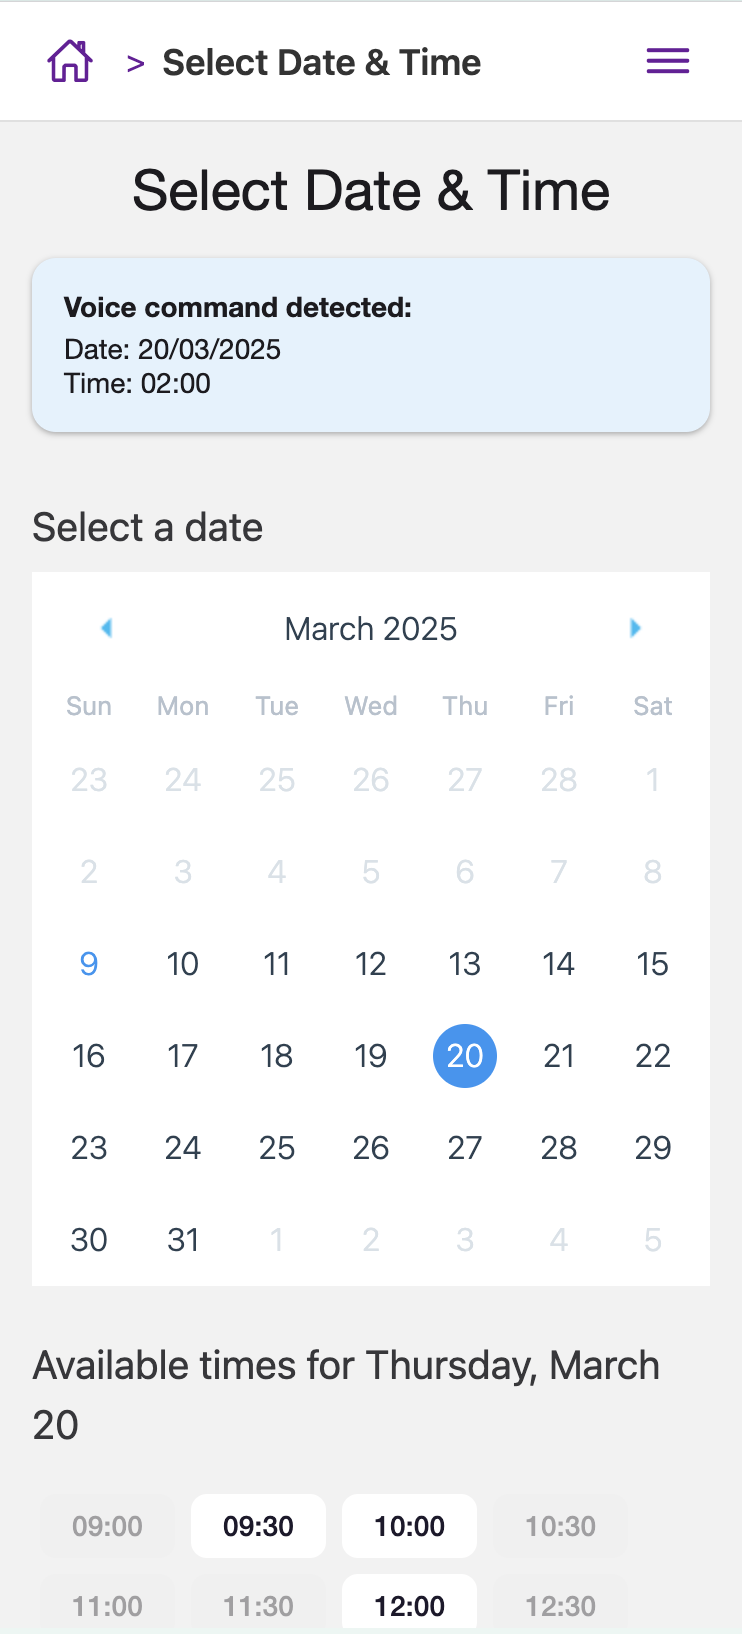 > Select Date & Time
Select Date & Time
Voice command detected:
Date: 20/03/2025
Time: 02:00
Select a date
March 2025
Sun Mon Tue Wed Thu Fri Sat
23 24 25 26 27 28 1
2 3 4 5 6 7 8
9 10 11 12 13 14 15
16 17 18 19 20 21 22
23 24 25 26 27 28 29
30 31 1 2 3 4 5
Available times for Thursday, March
20
09:00 09:30 10:00 10:30
11:00 11:30 12:00 12:30